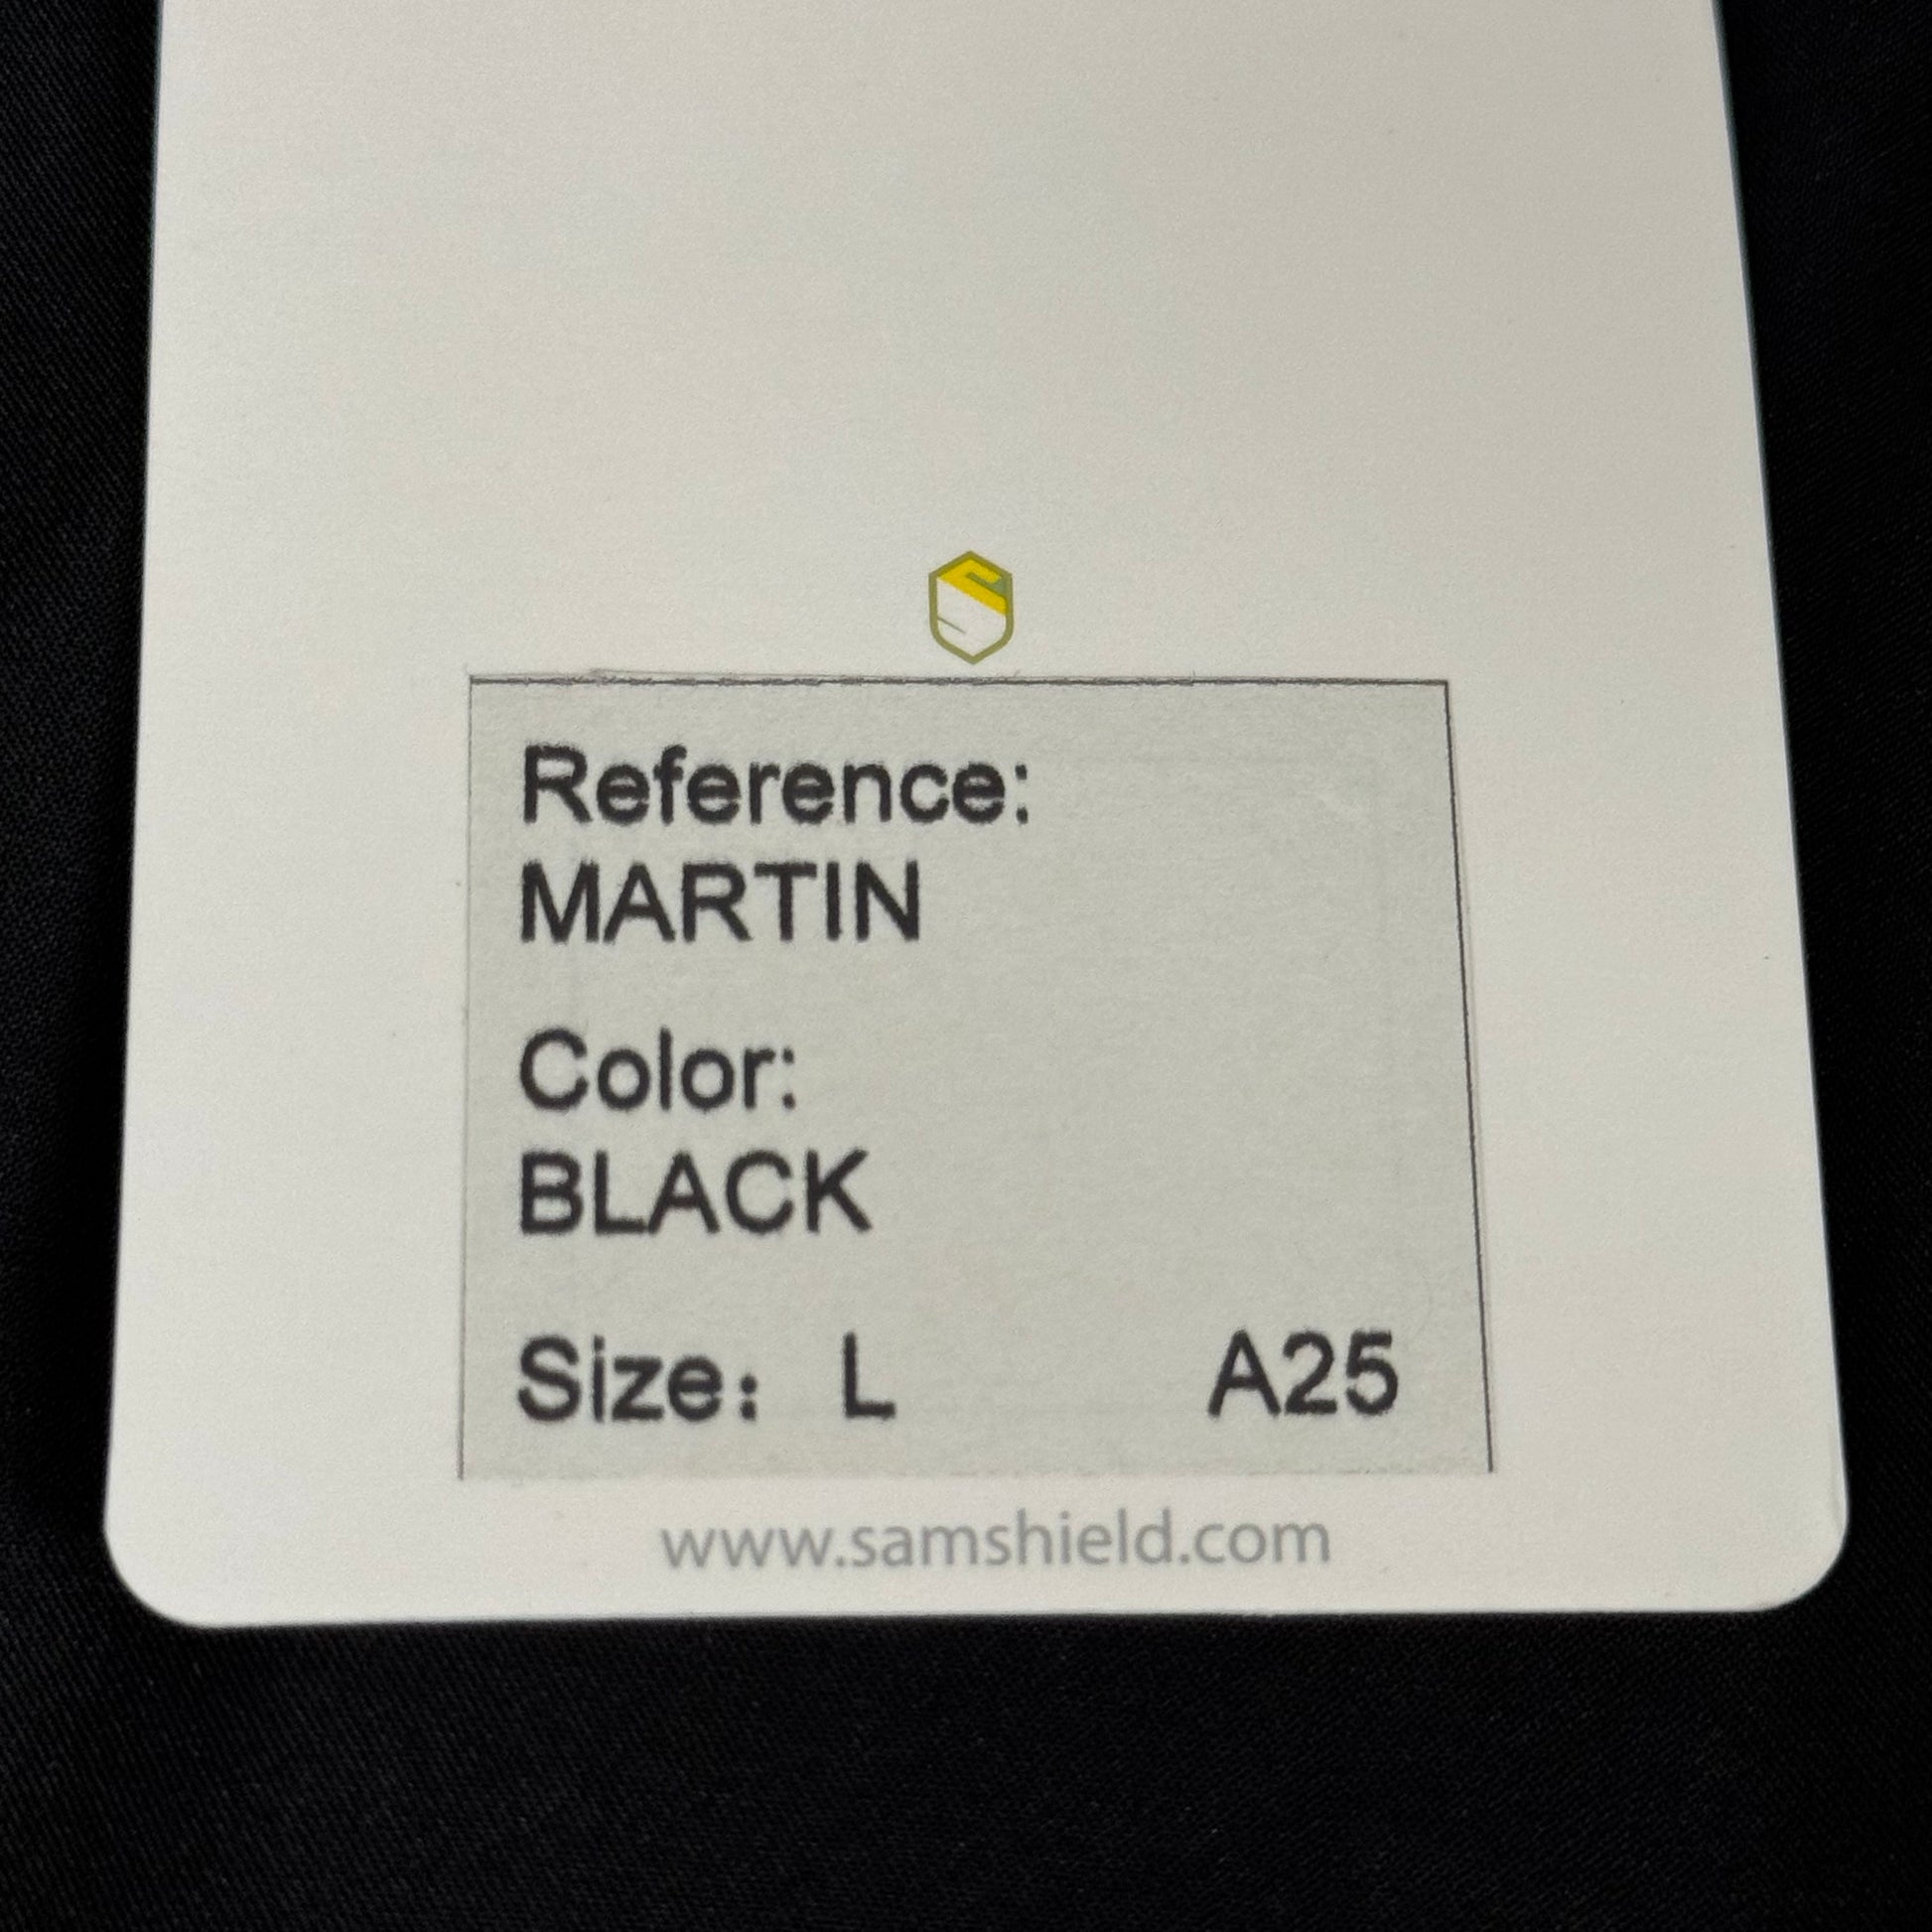 Reference:
MARTIN
Color:
BLACK
Size： L A25
www.samshield.com